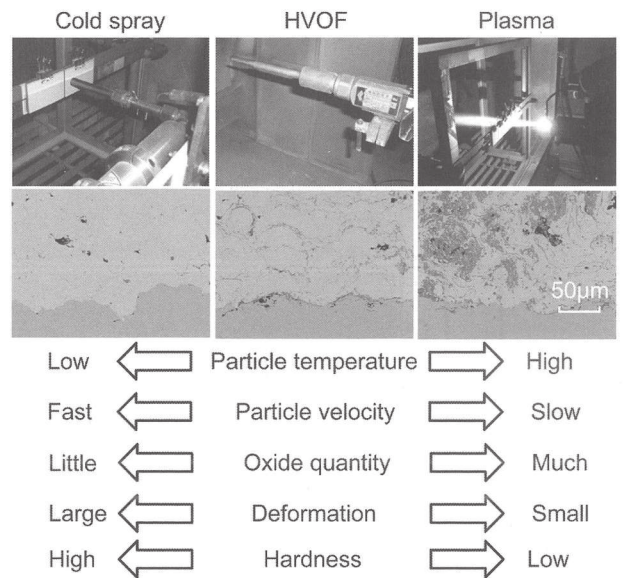 Cold spray HVOF Plasma
50μm
Low Particle temperature High
Fast Particle velocity Slow
Little Oxide quantity Much
Large Deformation Small
High Hardness Low